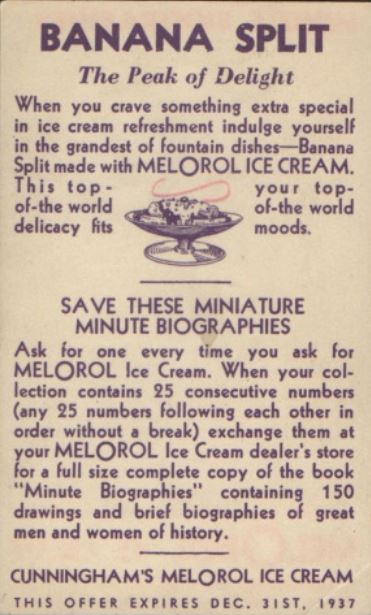 BANANA SPLIT
The Peak of Delight
When you crave something extra special
in ice cream refreshment indulge yourself
in the grandest of fountain dishes—Banana
Split made with MELOROL ICE CREAM.
This top- your top-
of-the world of-the world
delicacy fits moods.
SAVE THESE MINIATURE
MINUTE BIOGRAPHIES
Ask for one every time you ask for
MELOROL Ice Cream. When your col-
lection contains 25 consecutive numbers
(any 25 numbers following each other in
order without a break) exchange them at
your MELOROL Ice Cream dealer's store
for a full size complete copy of the book
"Minute Biographies" containing 150
drawings and brief biographies of great
men and women of history.
CUNNINGHAM'S MELOROL ICE CREAM
THIS OFFER EXPIRES DEC. 31ST, 1937